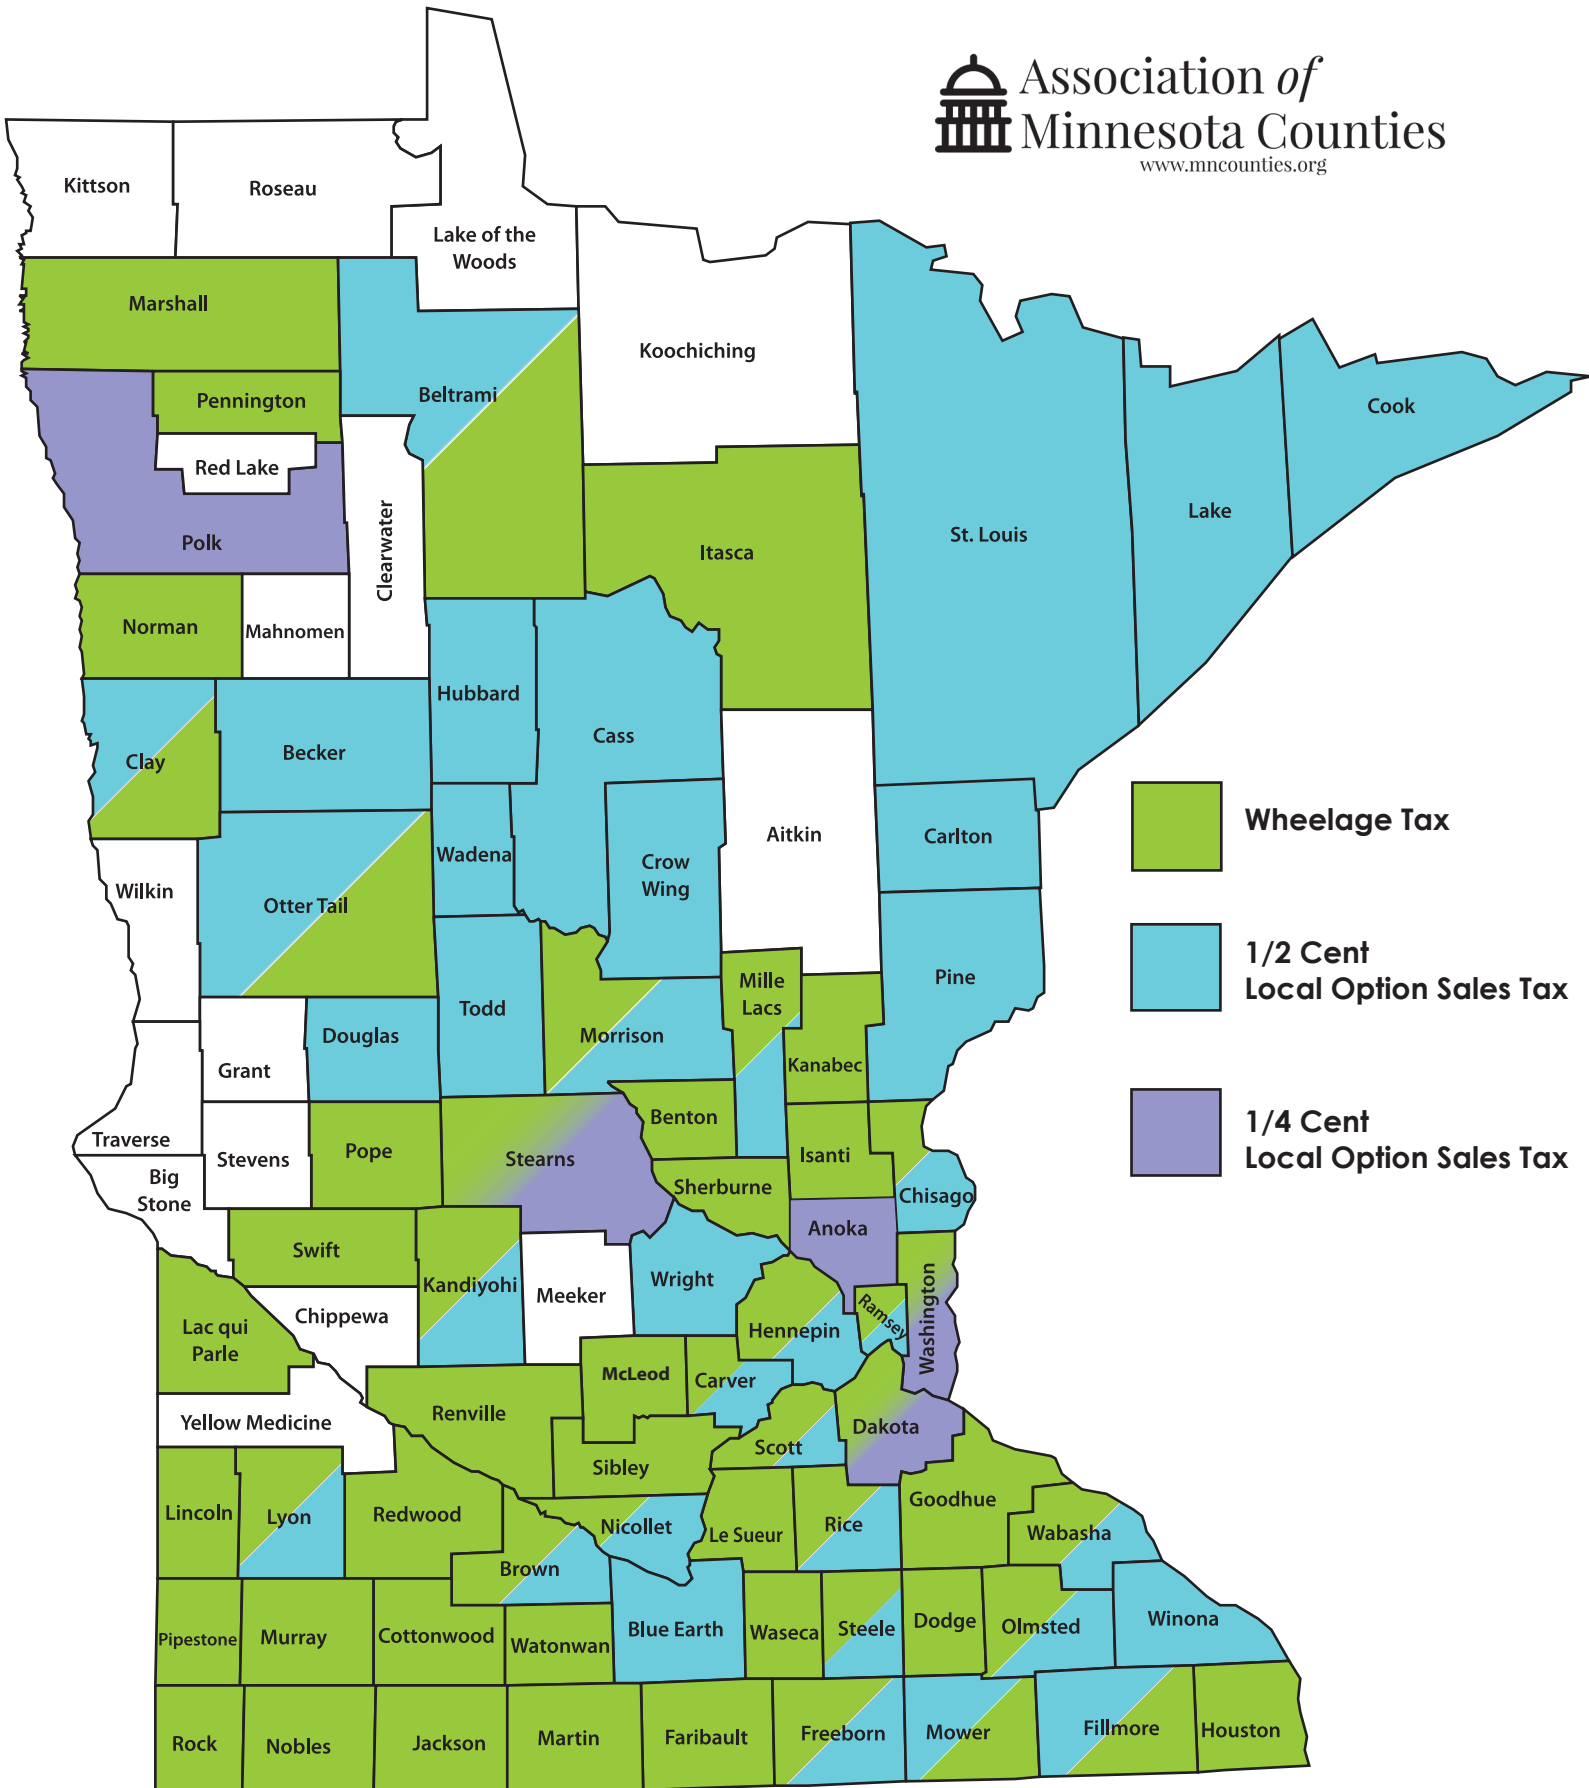 Association of
Minnesota Counties
www.mncounties.org
Kittson
Roseau
Lake of the
Woods
Marshall
Koochiching
Beltrami
Pennington
Cook
Red Lake
Lake
St. Louis
Polk
Clearwater
Itasca
Norman
Mahnomen
Hubbard
Cass
Becker
Clay
Wheelage Tax
Aitkin
Carlton
Wadena
Crow
Wing
Wilkin
Otter Tail
1/2 Cent
Local Option Sales Tax
Pine
Mille
Lacs
Todd
Douglas
Morrison
Grant
Kanabec
Benton
1/4 Cent
Local Option Sales Tax
Traverse
Pope
Stevens
Stearns
Isanti
Big
Stone
Sherburne
Chisago
Anoka
Swift
Kandiyohi
Wright
Meeker
Washington
Ramsey
Chippewa
Lac qui
Parle
Hennepin
McLeod
Carver
Renville
Yellow Medicine
Dakota
Scott
Sibley
Goodhue
Lincoln
Lyon
Redwood
Nicollet
Le Sueur
Rice
Wabasha
Brown
Winona
Pipestone
Murray
Cottonwood
Watonwan
Blue Earth
Waseca
Steele
Dodge
Olmsted
Rock
Nobles
Jackson
Martin
Faribault
Freeborn
Mower
Fillmore
Houston